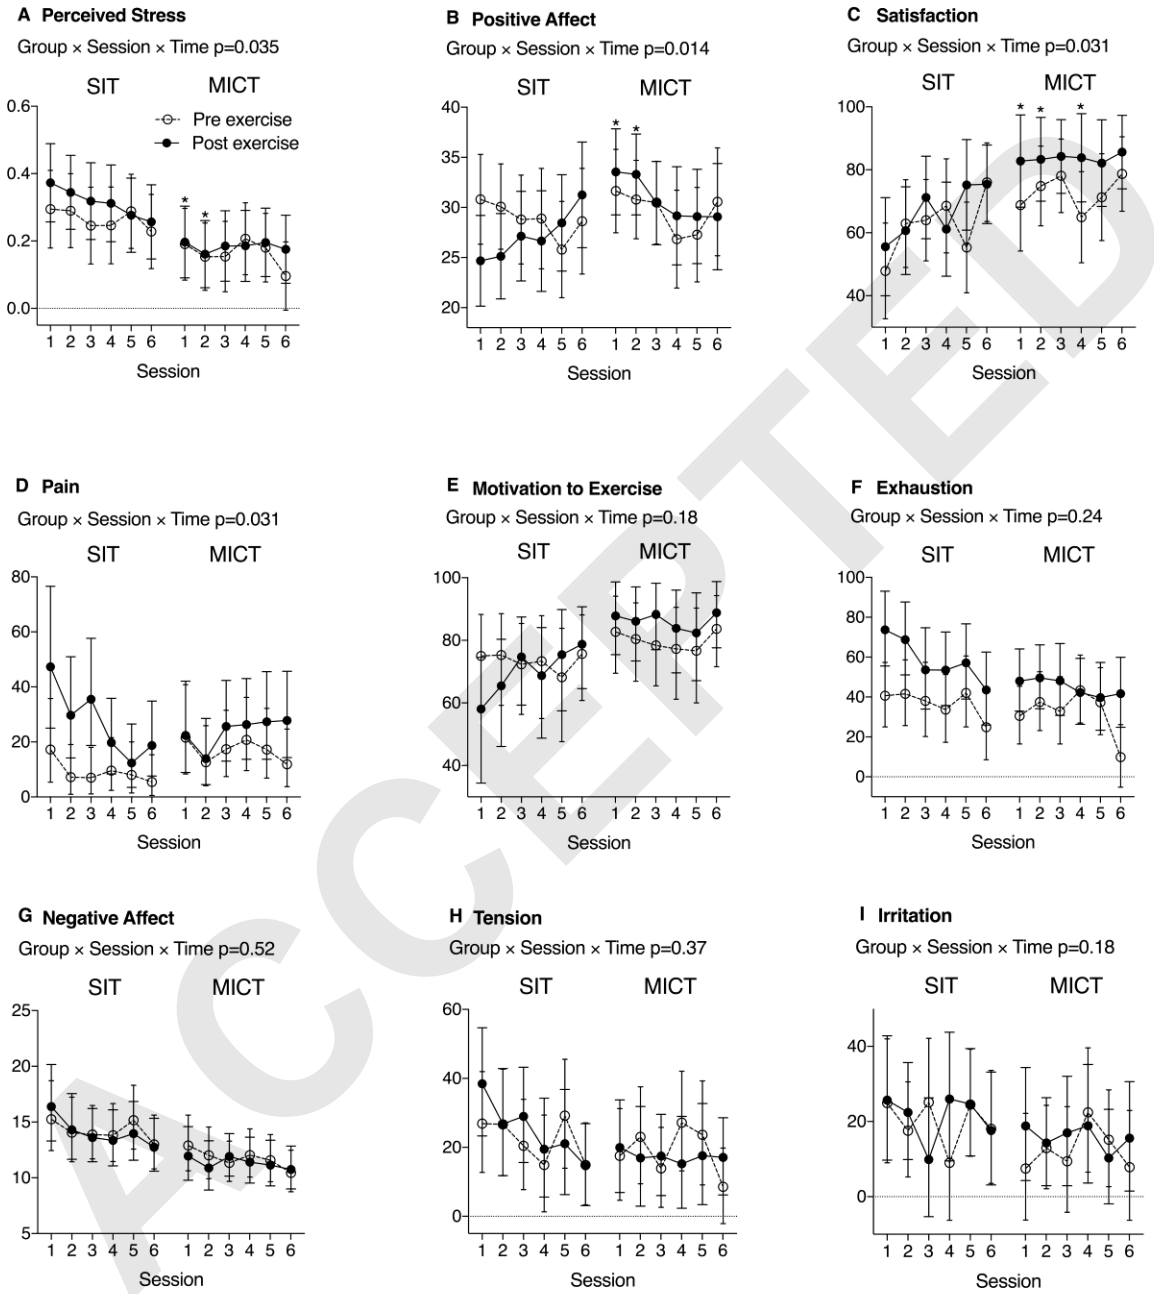 A Perceived Stress
Group × Session × Time p=0.035
SIT MICT
Pre exercise
Post exercise
0.6
0.4
0.2
0.0
* *
1 2 3 4 5 6 1 2 3 4 5 6
Session
B Positive Affect
Group × Session × Time p=0.014
SIT MICT
40
35
30
25
20
* *
1 2 3 4 5 6 1 2 3 4 5 6
Session
C Satisfaction
Group × Session × Time p=0.031
SIT MICT
100
80
60
40
* * *
1 2 3 4 5 6 1 2 3 4 5 6
Session
D Pain
Group × Session × Time p=0.031
SIT MICT
80
60
40
20
0
1 2 3 4 5 6 1 2 3 4 5 6
Session
E Motivation to Exercise
Group × Session × Time p=0.18
SIT MICT
100
80
60
40
1 2 3 4 5 6 1 2 3 4 5 6
Session
F Exhaustion
Group × Session × Time p=0.24
SIT MICT
100
80
60
40
20
0
1 2 3 4 5 6 1 2 3 4 5 6
Session
G Negative Affect
Group × Session × Time p=0.52
SIT MICT
25
20
15
10
5
1 2 3 4 5 6 1 2 3 4 5 6
Session
H Tension
Group × Session × Time p=0.37
SIT MICT
60
40
20
0
1 2 3 4 5 6 1 2 3 4 5 6
Session
I Irritation
Group × Session × Time p=0.18
SIT MICT
40
20
0
1 2 3 4 5 6 1 2 3 4 5 6
Session
ACCEPTED